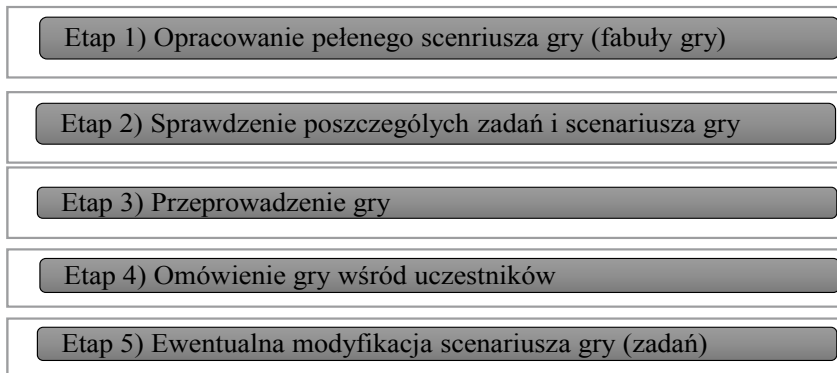 Etap 1) Opracowanie pełenego scenriusza gry (fabuły gry)
Etap 2) Sprawdzenie poszczególych zadań i scenariusza gry
Etap 3) Przeprowadzenie gry
Etap 4) Omówienie gry wśród uczestników
Etap 5) Ewentualna modyfikacja scenariusza gry (zadań)